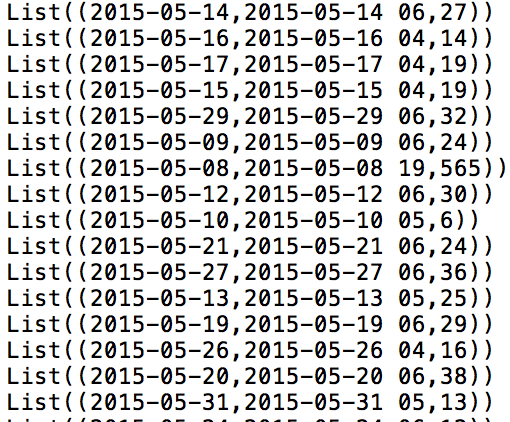 List((2015-05-14,2015-05-14 06,27))
List((2015-05-16,2015-05-16 04,14))
List((2015-05-17,2015-05-17 04,19))
List((2015-05-15,2015-05-15 04,19))
List((2015-05-29,2015-05-29 06,32))
List((2015-05-09,2015-05-09 06,24))
List((2015-05-08,2015-05-08 19,565))
List((2015-05-12,2015-05-12 06,30))
List((2015-05-10,2015-05-10 05,6))
List((2015-05-21,2015-05-21 06,24))
List((2015-05-27,2015-05-27 06,36))
List((2015-05-13,2015-05-13 05,25))
List((2015-05-19,2015-05-19 06,29))
List((2015-05-26,2015-05-26 04,16))
List((2015-05-20,2015-05-20 06,38))
List((2015-05-31,2015-05-31 05,13))